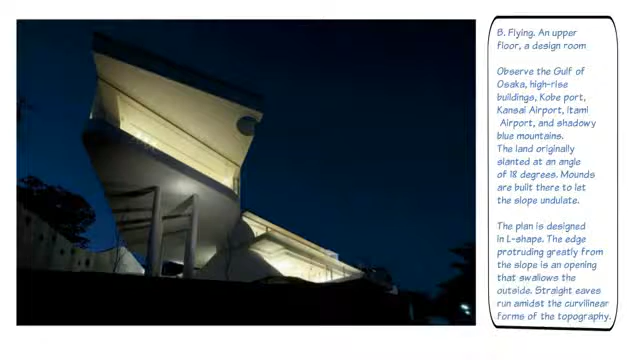 B. Flying. An upper
floor, a design room
Observe the Gulf of
Osaka, high-rise
buildings, Kobe port,
Kansai Airport, Itami
Airport, and shadowy
blue mountains.
The land originally
slanted at an angle
of 18 degrees. Mounds
are built there to let
the slope undulate.
The plan is designed
in L-shape. The edge
protruding greatly from
the slope is an opening
that swallows the
outside. Straight eaves
run amidst the curvilinear
forms of the topography.